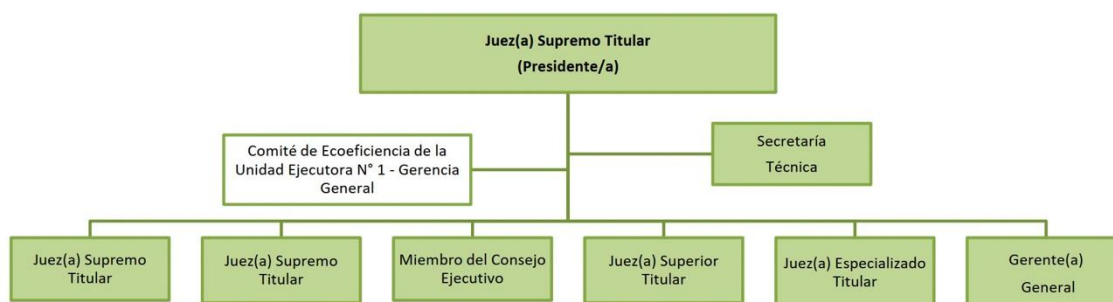 Juez(a) Supremo Titular
(Presidente/a)
Comité de Ecoeficiencia de la
Unidad Ejecutora N° 1 - Gerencia
General
Secretaría
Técnica
Juez(a) Supremo
Titular
Juez(a) Supremo
Titular
Miembro del Consejo
Ejecutivo
Juez(a) Superior
Titular
Juez(a) Especializado
Titular
Gerente(a)
General